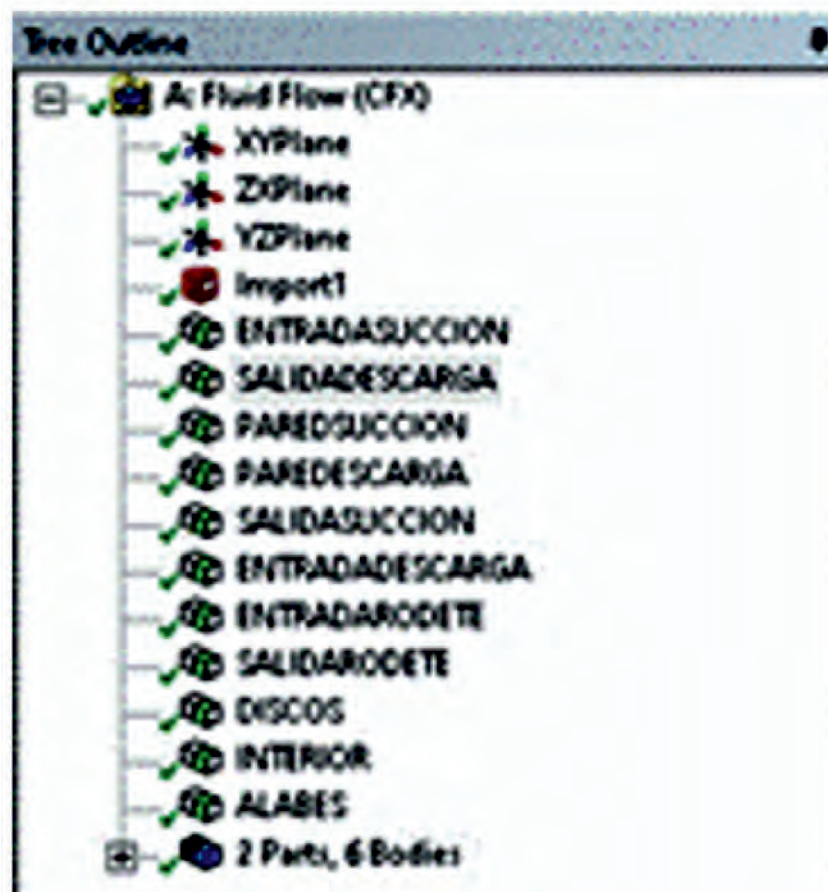 Tree Outline
A: Fluid Flow (CFX)
XYPlane
ZXPlane
YZPlane
Import1
ENTRADASUCCION
SALIDADESCARGA
PAREDSUCCION
PAREDESCARGA
SALIDASUCCION
ENTRADADESCARGA
ENTRADARODETE
SALIDARODETE
DISCOS
INTERIOR
ALABES
2 Parts, 6 Bodies